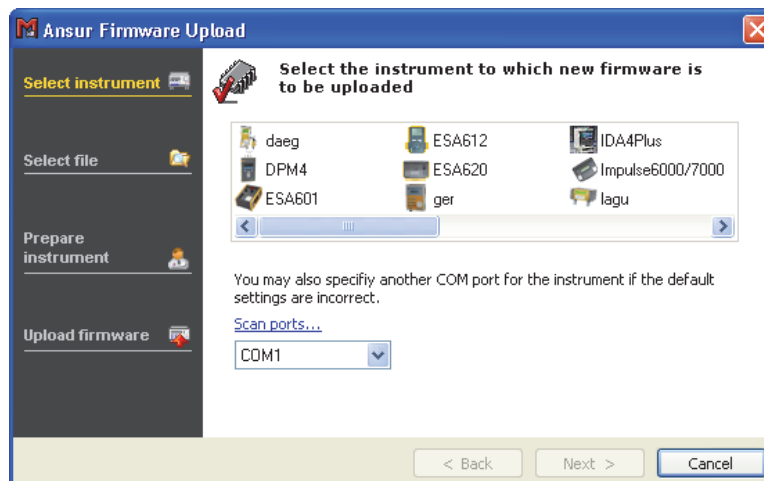 Ansur Firmware Upload
Select instrument
Select file
Prepare
instrument
Upload firmware
Select the instrument to which new firmware is
to be uploaded
daeg
ESA612
IDA4Plus
DPM4
ESA620
Impulse6000/7000
ESA601
ger
lagu
You may also specifiy another COM port for the instrument if the default
settings are incorrect.
Scan ports...
COM1
< Back
Next >
Cancel